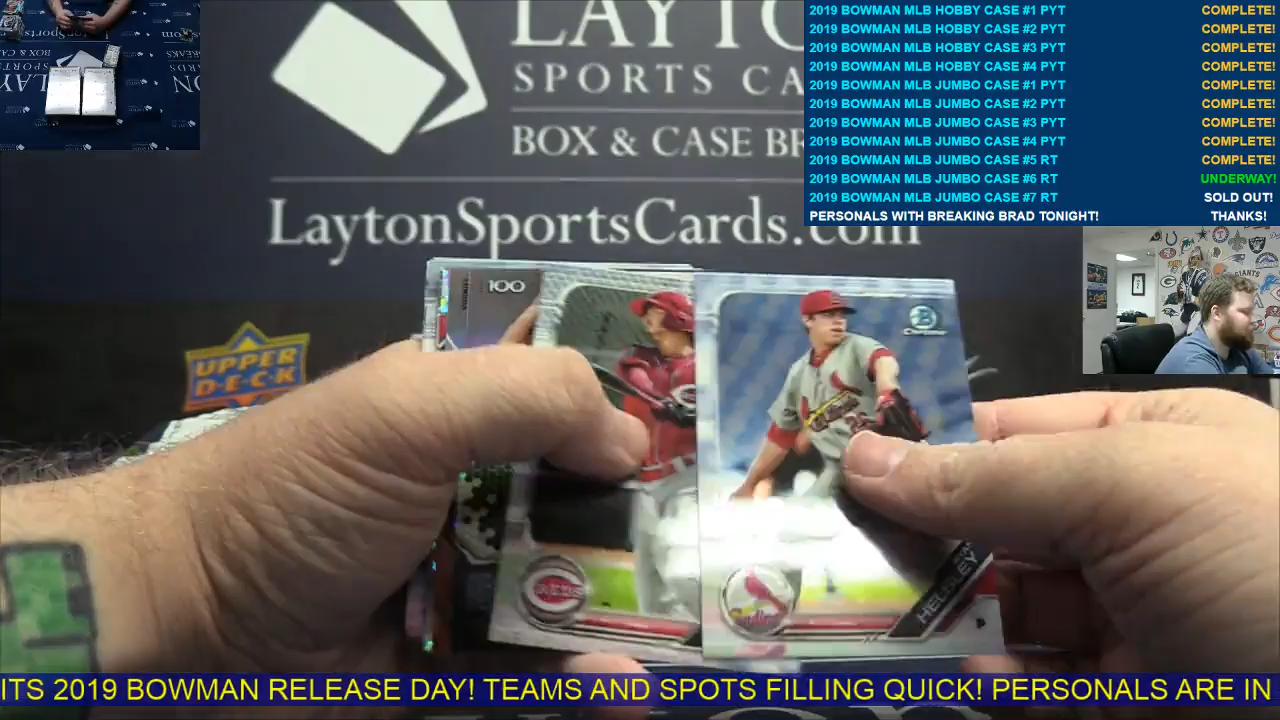 2019 BOWMAN MLB HOBBY CASE #1 PYT COMPLETE!
2019 BOWMAN MLB HOBBY CASE #2 PYT COMPLETE!
2019 BOWMAN MLB HOBBY CASE #3 PYT COMPLETE!
2019 BOWMAN MLB HOBBY CASE #4 PYT COMPLETE!
2019 BOWMAN MLB JUMBO CASE #1 PYT COMPLETE!
2019 BOWMAN MLB JUMBO CASE #2 PYT COMPLETE!
2019 BOWMAN MLB JUMBO CASE #3 PYT COMPLETE!
2019 BOWMAN MLB JUMBO CASE #4 PYT COMPLETE!
2019 BOWMAN MLB JUMBO CASE #5 RT COMPLETE!
2019 BOWMAN MLB JUMBO CASE #6 RT UNDERWAY!
2019 BOWMAN MLB JUMBO CASE #7 RT SOLD OUT!
PERSONALS WITH BREAKING BRAD TONIGHT! THANKS!
LAYTO
SPORTS CA
BOX & CASE BR
LaytonSportsCards.com
UPPER
DECK
100
Chrome
REDS
HELSLEY
P
GIANTS
ITS 2019 BOWMAN RELEASE DAY! TEAMS AND SPOTS FILLING QUICK! PERSONALS ARE IN